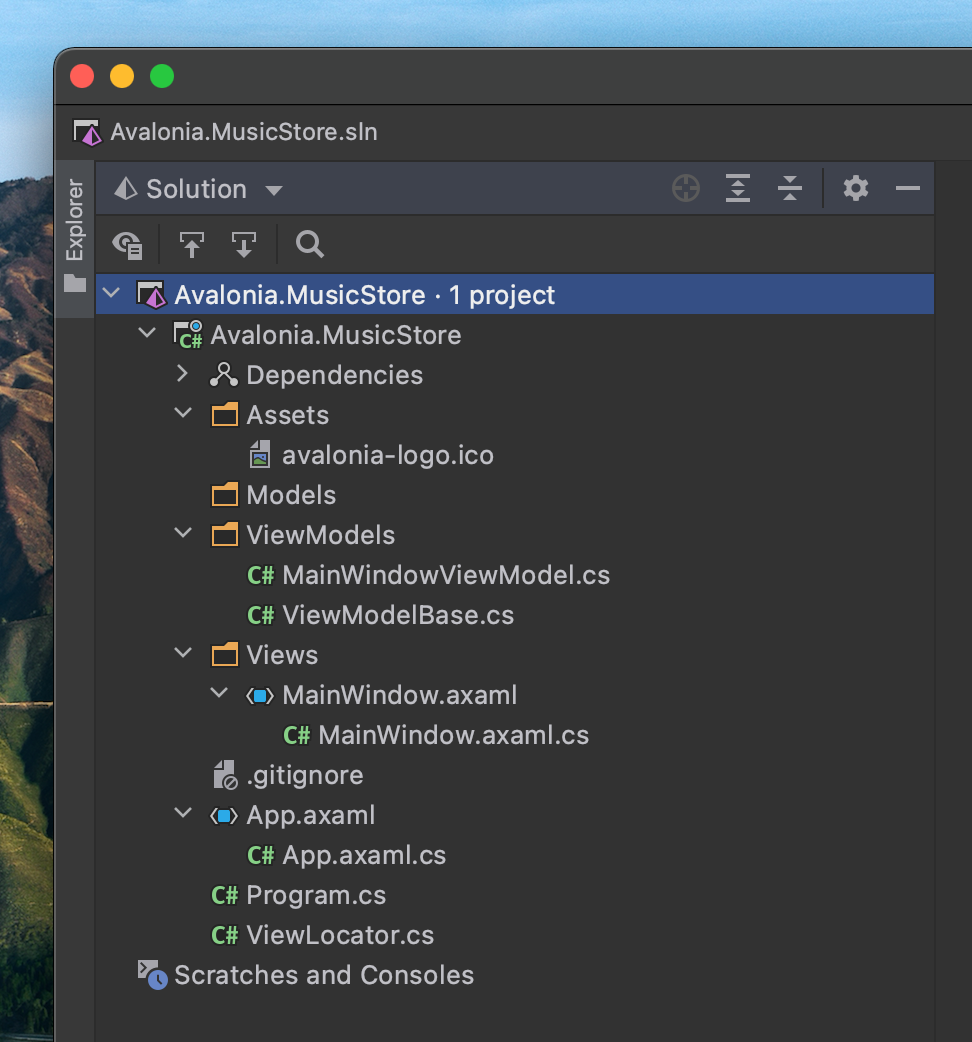 Avalonia.MusicStore.sln
Explorer
Solution
Avalonia.MusicStore · 1 project
C# Avalonia.MusicStore
Dependencies
Assets
avalonia-logo.ico
Models
ViewModels
C# MainWindowViewModel.cs
C# ViewModelBase.cs
Views
MainWindow.axaml
C# MainWindow.axaml.cs
.gitignore
App.axaml
C# App.axaml.cs
C# Program.cs
C# ViewLocator.cs
Scratches and Consoles